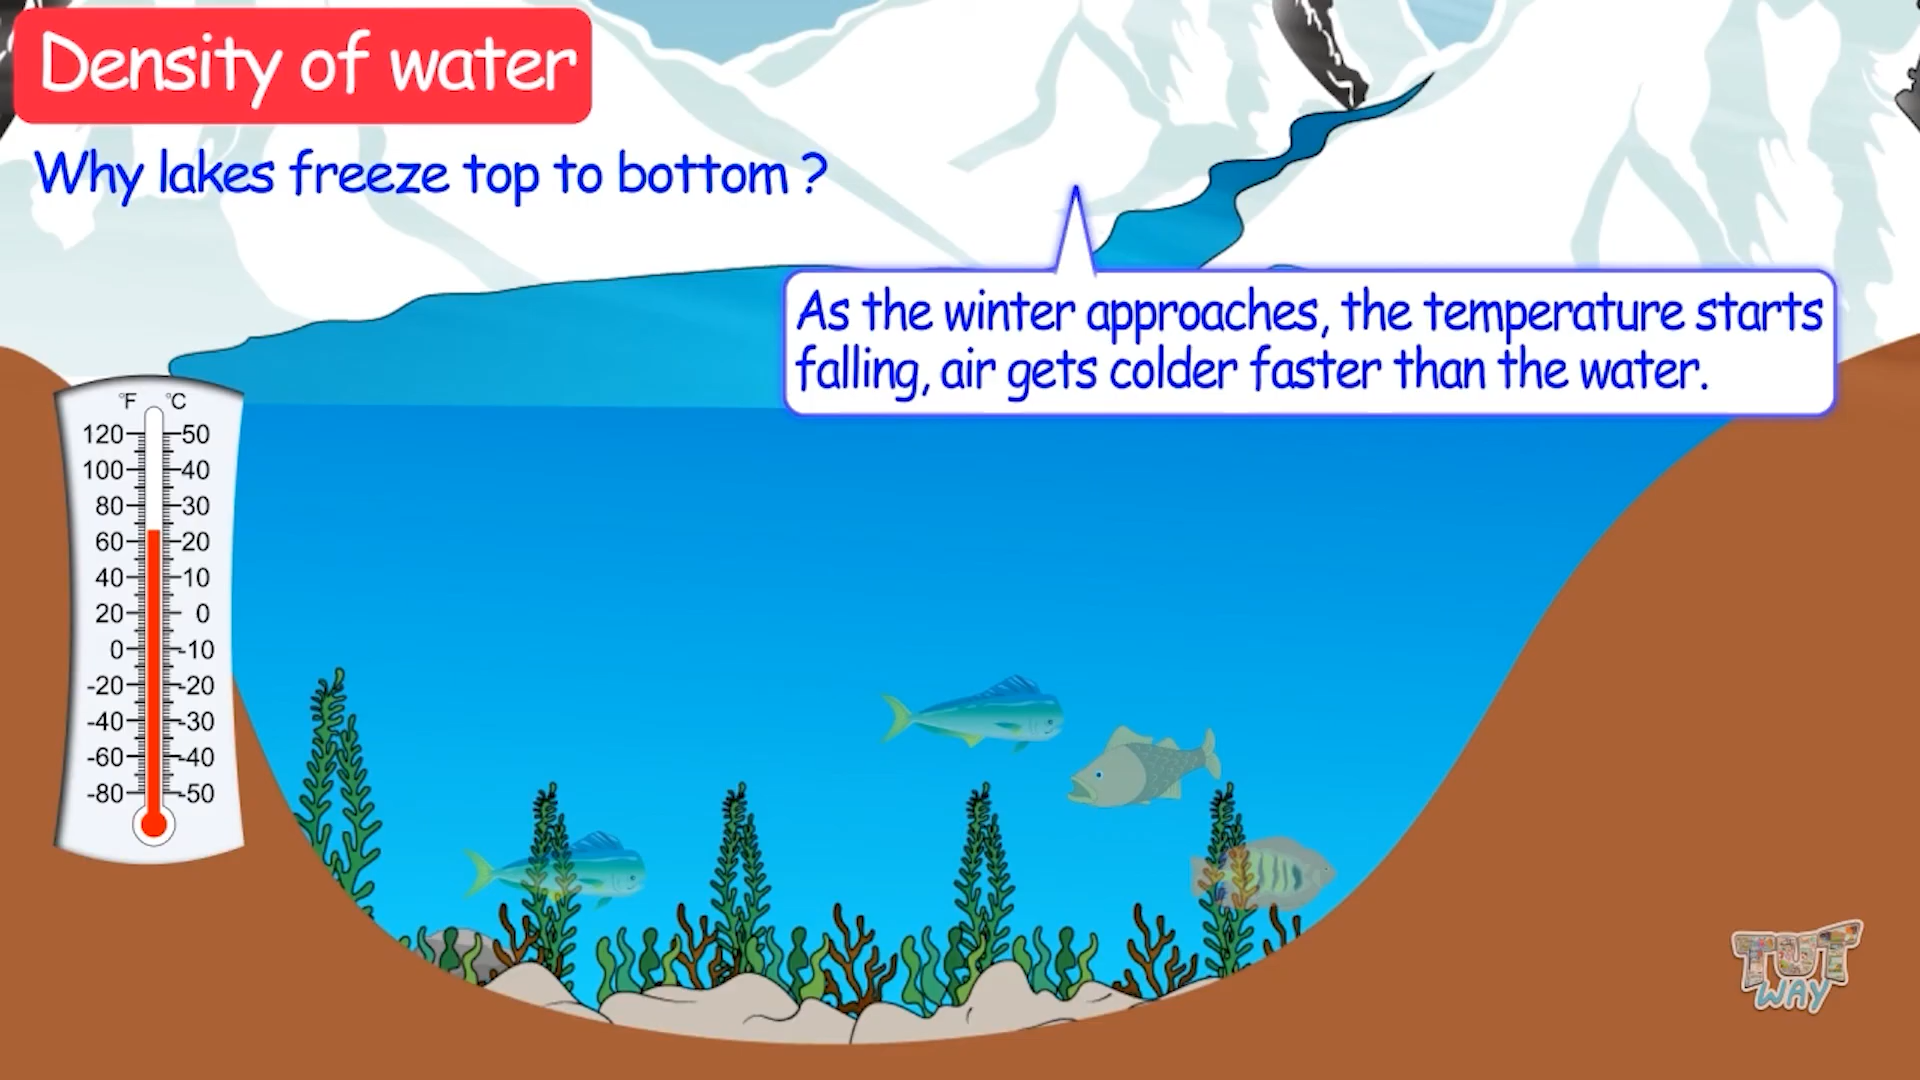 Density of water
Why lakes freeze top to bottom ?
As the winter approaches, the temperature starts
falling, air gets colder faster than the water.
°F °C
120 50
100 40
80 30
60 20
40 10
20 0
0 -10
-20 -20
-40 -30
-60 -40
-80 -50
TUT
WAY